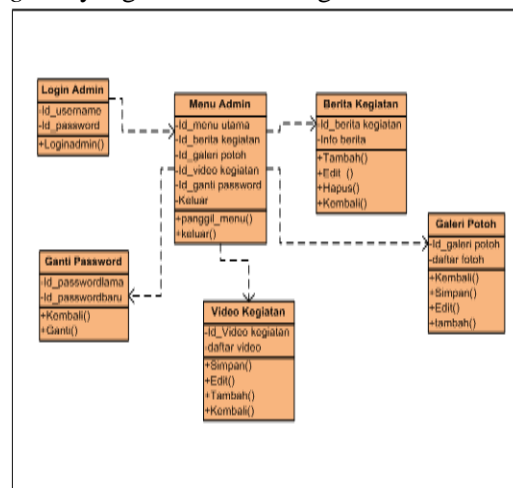 Login Admin
-Id_username
-Id_password
+Loginadmin()
Menu Admin
-Id_menu utama
-Id_berita kegiatan
-Id_galeri potoh
-Id_video kegiatan
-Id_ganti password
-Keluar
+panggil_menu()
+keluar()
Berita Kegiatan
-Id_berita kegiatan
-Info berita
+Tambah()
+Edit ()
+Hapus()
+Kembali()
Galeri Potoh
-Id_galeri potoh
-daftar fotoh
+Kembali()
+Simpan()
+Edit()
+tambah()
Ganti Password
-Id_passwordlama
-Id_passwordbaru
+Kembali()
+Ganti()
Video Kegiatan
-Id_Video kegiatan
-daftar video
+Simpan()
+Edit()
+Tambah()
+Kembali()